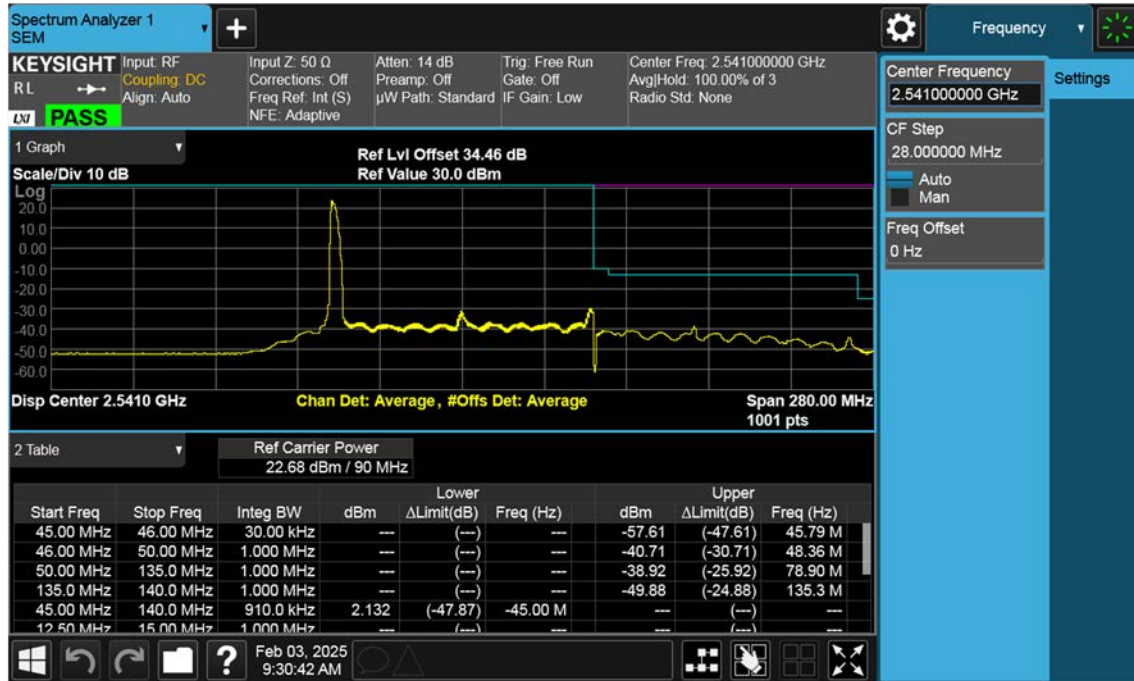 Spectrum Analyzer 1
SEM
Frequency
KEYSIGHT
R L
LXI PASS
Input: RF
Coupling: DC
Align: Auto
Input Z: 50 Ω
Corrections: Off
Freq Ref: Int (S)
NFE: Adaptive
Atten: 14 dB
Preamp: Off
µW Path: Standard
Trig: Free Run
Gate: Off
IF Gain: Low
Center Freq: 2.541000000 GHz
Avg|Hold: 100.00% of 3
Radio Std: None
Center Frequency
2.541000000 GHz
Settings
CF Step
28.000000 MHz
Auto
Man
Freq Offset
0 Hz
1 Graph
Scale/Div 10 dB
Ref Lvl Offset 34.46 dB
Ref Value 30.0 dBm
Log
20.0
10.0
0.00
-10.0
-20.0
-30.0
-40.0
-50.0
-60.0
Disp Center 2.5410 GHz
Chan Det: Average, #Offs Det: Average
Span 280.00 MHz
1001 pts
2 Table
Ref Carrier Power
22.68 dBm / 90 MHz
Lower Upper
Start Freq Stop Freq Integ BW dBm ΔLimit(dB) Freq (Hz) dBm ΔLimit(dB) Freq (Hz)
45.00 MHz 46.00 MHz 30.00 kHz --- (---) --- -57.61 (-47.61) 45.79 M
46.00 MHz 50.00 MHz 1.000 MHz --- (---) --- -40.71 (-30.71) 48.36 M
50.00 MHz 135.0 MHz 1.000 MHz --- (---) --- -38.92 (-25.92) 78.90 M
135.0 MHz 140.0 MHz 1.000 MHz --- (---) --- -49.88 (-24.88) 135.3 M
45.00 MHz 140.0 MHz 910.0 kHz 2.132 (-47.87) -45.00 M --- (---) ---
12.50 MHz 15.00 MHz 1.000 MHz --- (---) --- --- (---) ---
?
Feb 03, 2025
9:30:42 AM